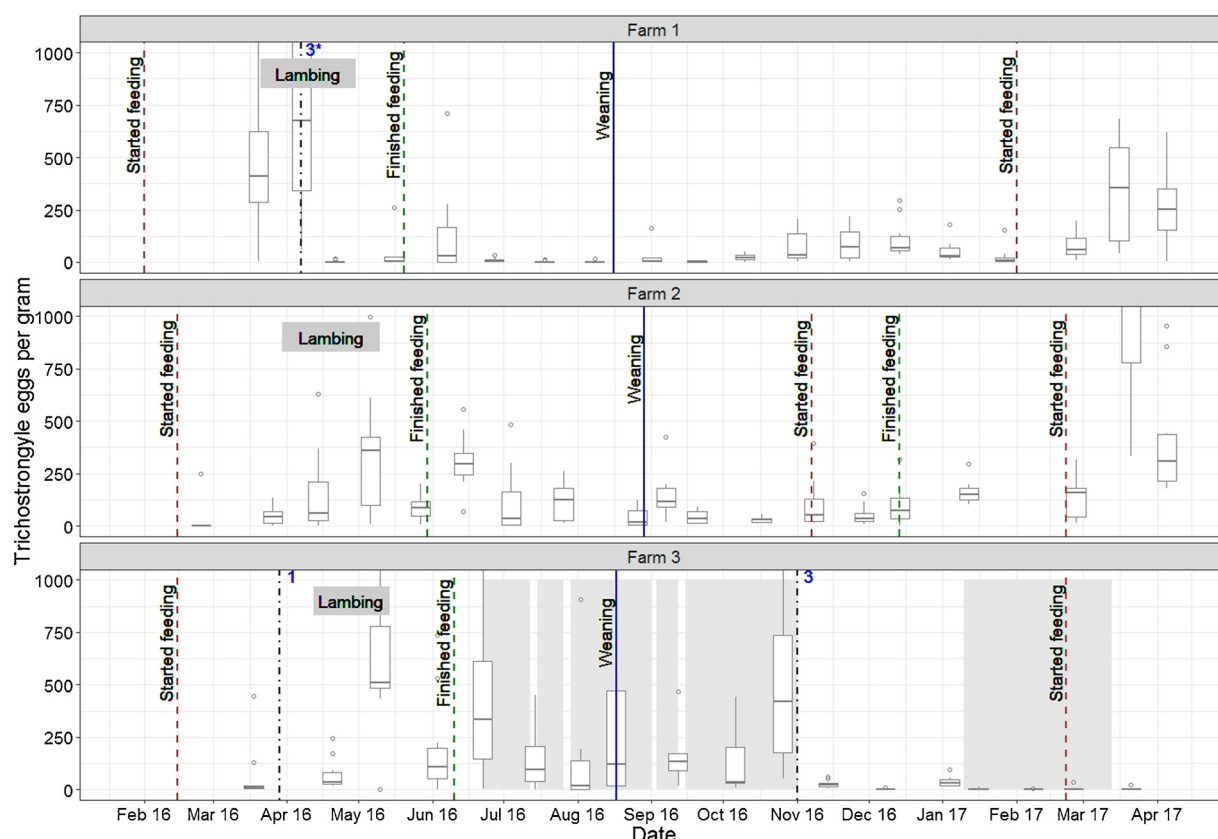 Farm 1
1000
750
500
250
0
Started feeding
3*
Lambing
Finished feeding
Weaning
Started feeding
Farm 2
1000
750
500
250
0
Started feeding
Lambing
Finished feeding
Weaning
Started feeding
Finished feeding
Started feeding
Farm 3
1000
750
500
250
0
Started feeding
1
Lambing
Finished feeding
Weaning
3
Started feeding
Trichostrongyle eggs per gram
Feb 16 Mar 16 Apr 16 May 16 Jun 16 Jul 16 Aug 16 Sep 16 Oct 16 Nov 16 Dec 16 Jan 17 Feb 17 Mar 17 Apr 17
Date